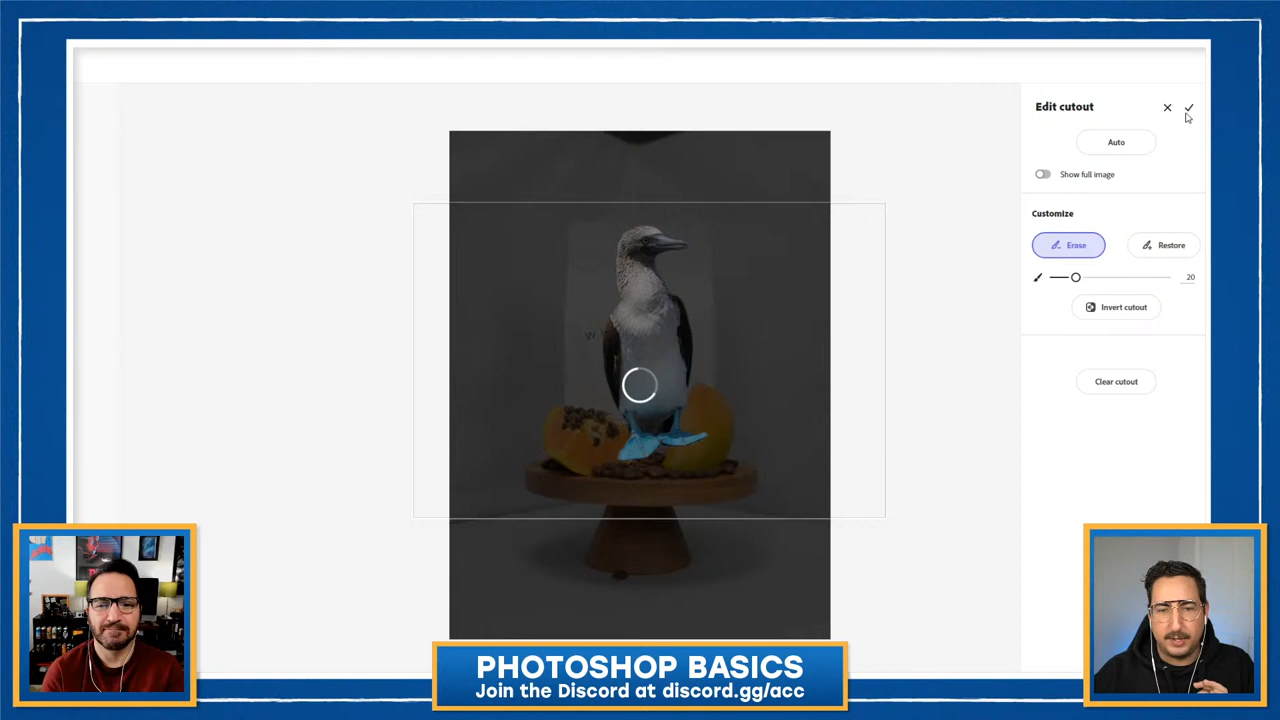 Edit cutout
Auto
Show full image
Customize
Erase
Restore
20
Invert cutout
Clear cutout
PHOTOSHOP BASICS
Join the Discord at discord.gg/acc